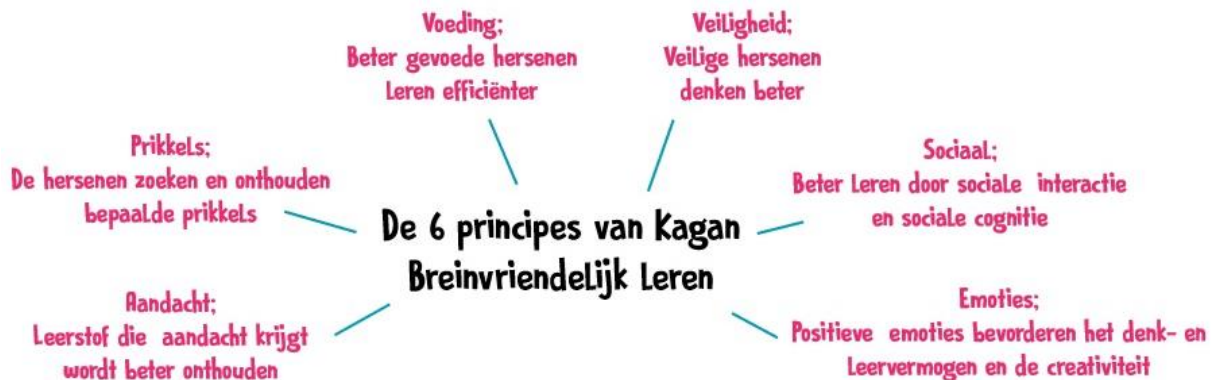 Voeding;
Beter gevoede hersenen
Leren efficiënter
Veiligheid;
Veilige hersenen
denken beter
Prikkels;
De hersenen zoeken en onthouden
bepaalde prikkels
Sociaal;
Beter Leren door sociale interactie
en sociale cognitie
De 6 principes van Kagan
Breinvriendelijk Leren
Aandacht;
Leerstof die aandacht krijgt
wordt beter onthouden
Emoties;
Positieve emoties bevorderen het denk- en
Leervermogen en de creativiteit